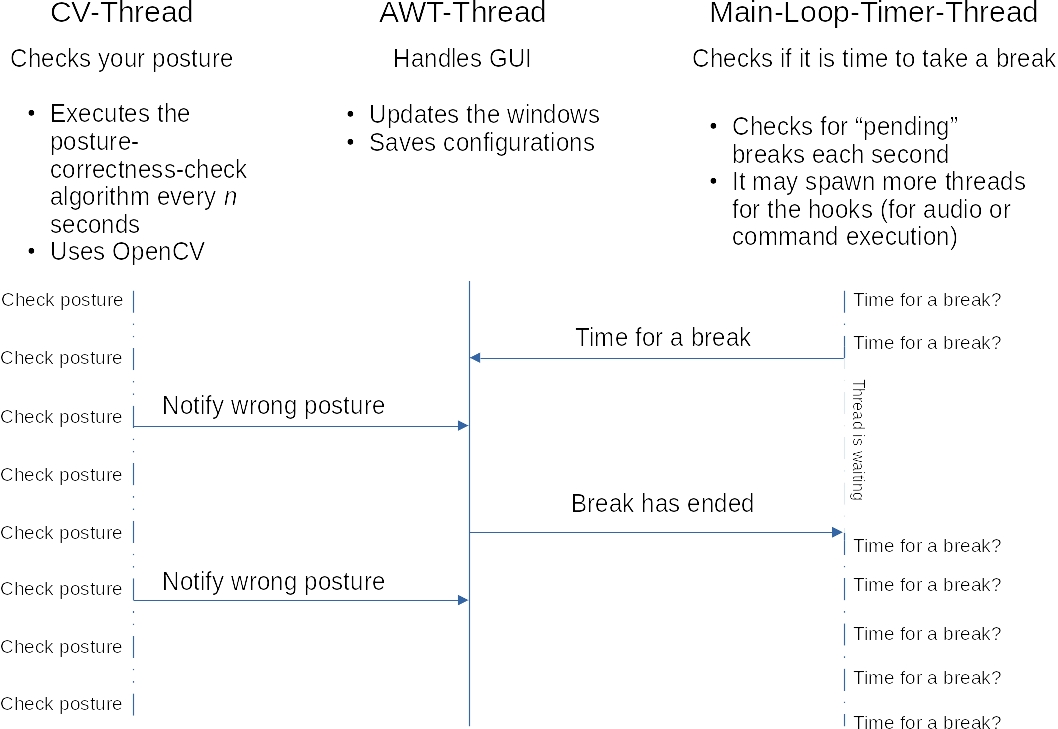 CV-Thread
Checks your posture
• Executes the
posture-
correctness-check
algorithm every n
seconds
• Uses OpenCV
AWT-Thread
Handles GUI
• Updates the windows
• Saves configurations
Main-Loop-Timer-Thread
Checks if it is time to take a break
• Checks for “pending”
breaks each second
• It may spawn more threads
for the hooks (for audio or
command execution)
Check posture
Time for a break?
Time for a break
Time for a break?
Check posture
Thread is waiting
Notify wrong posture
Check posture
Check posture
Break has ended
Check posture
Time for a break?
Notify wrong posture
Check posture
Time for a break?
Time for a break?
Check posture
Time for a break?
Check posture
Time for a break?